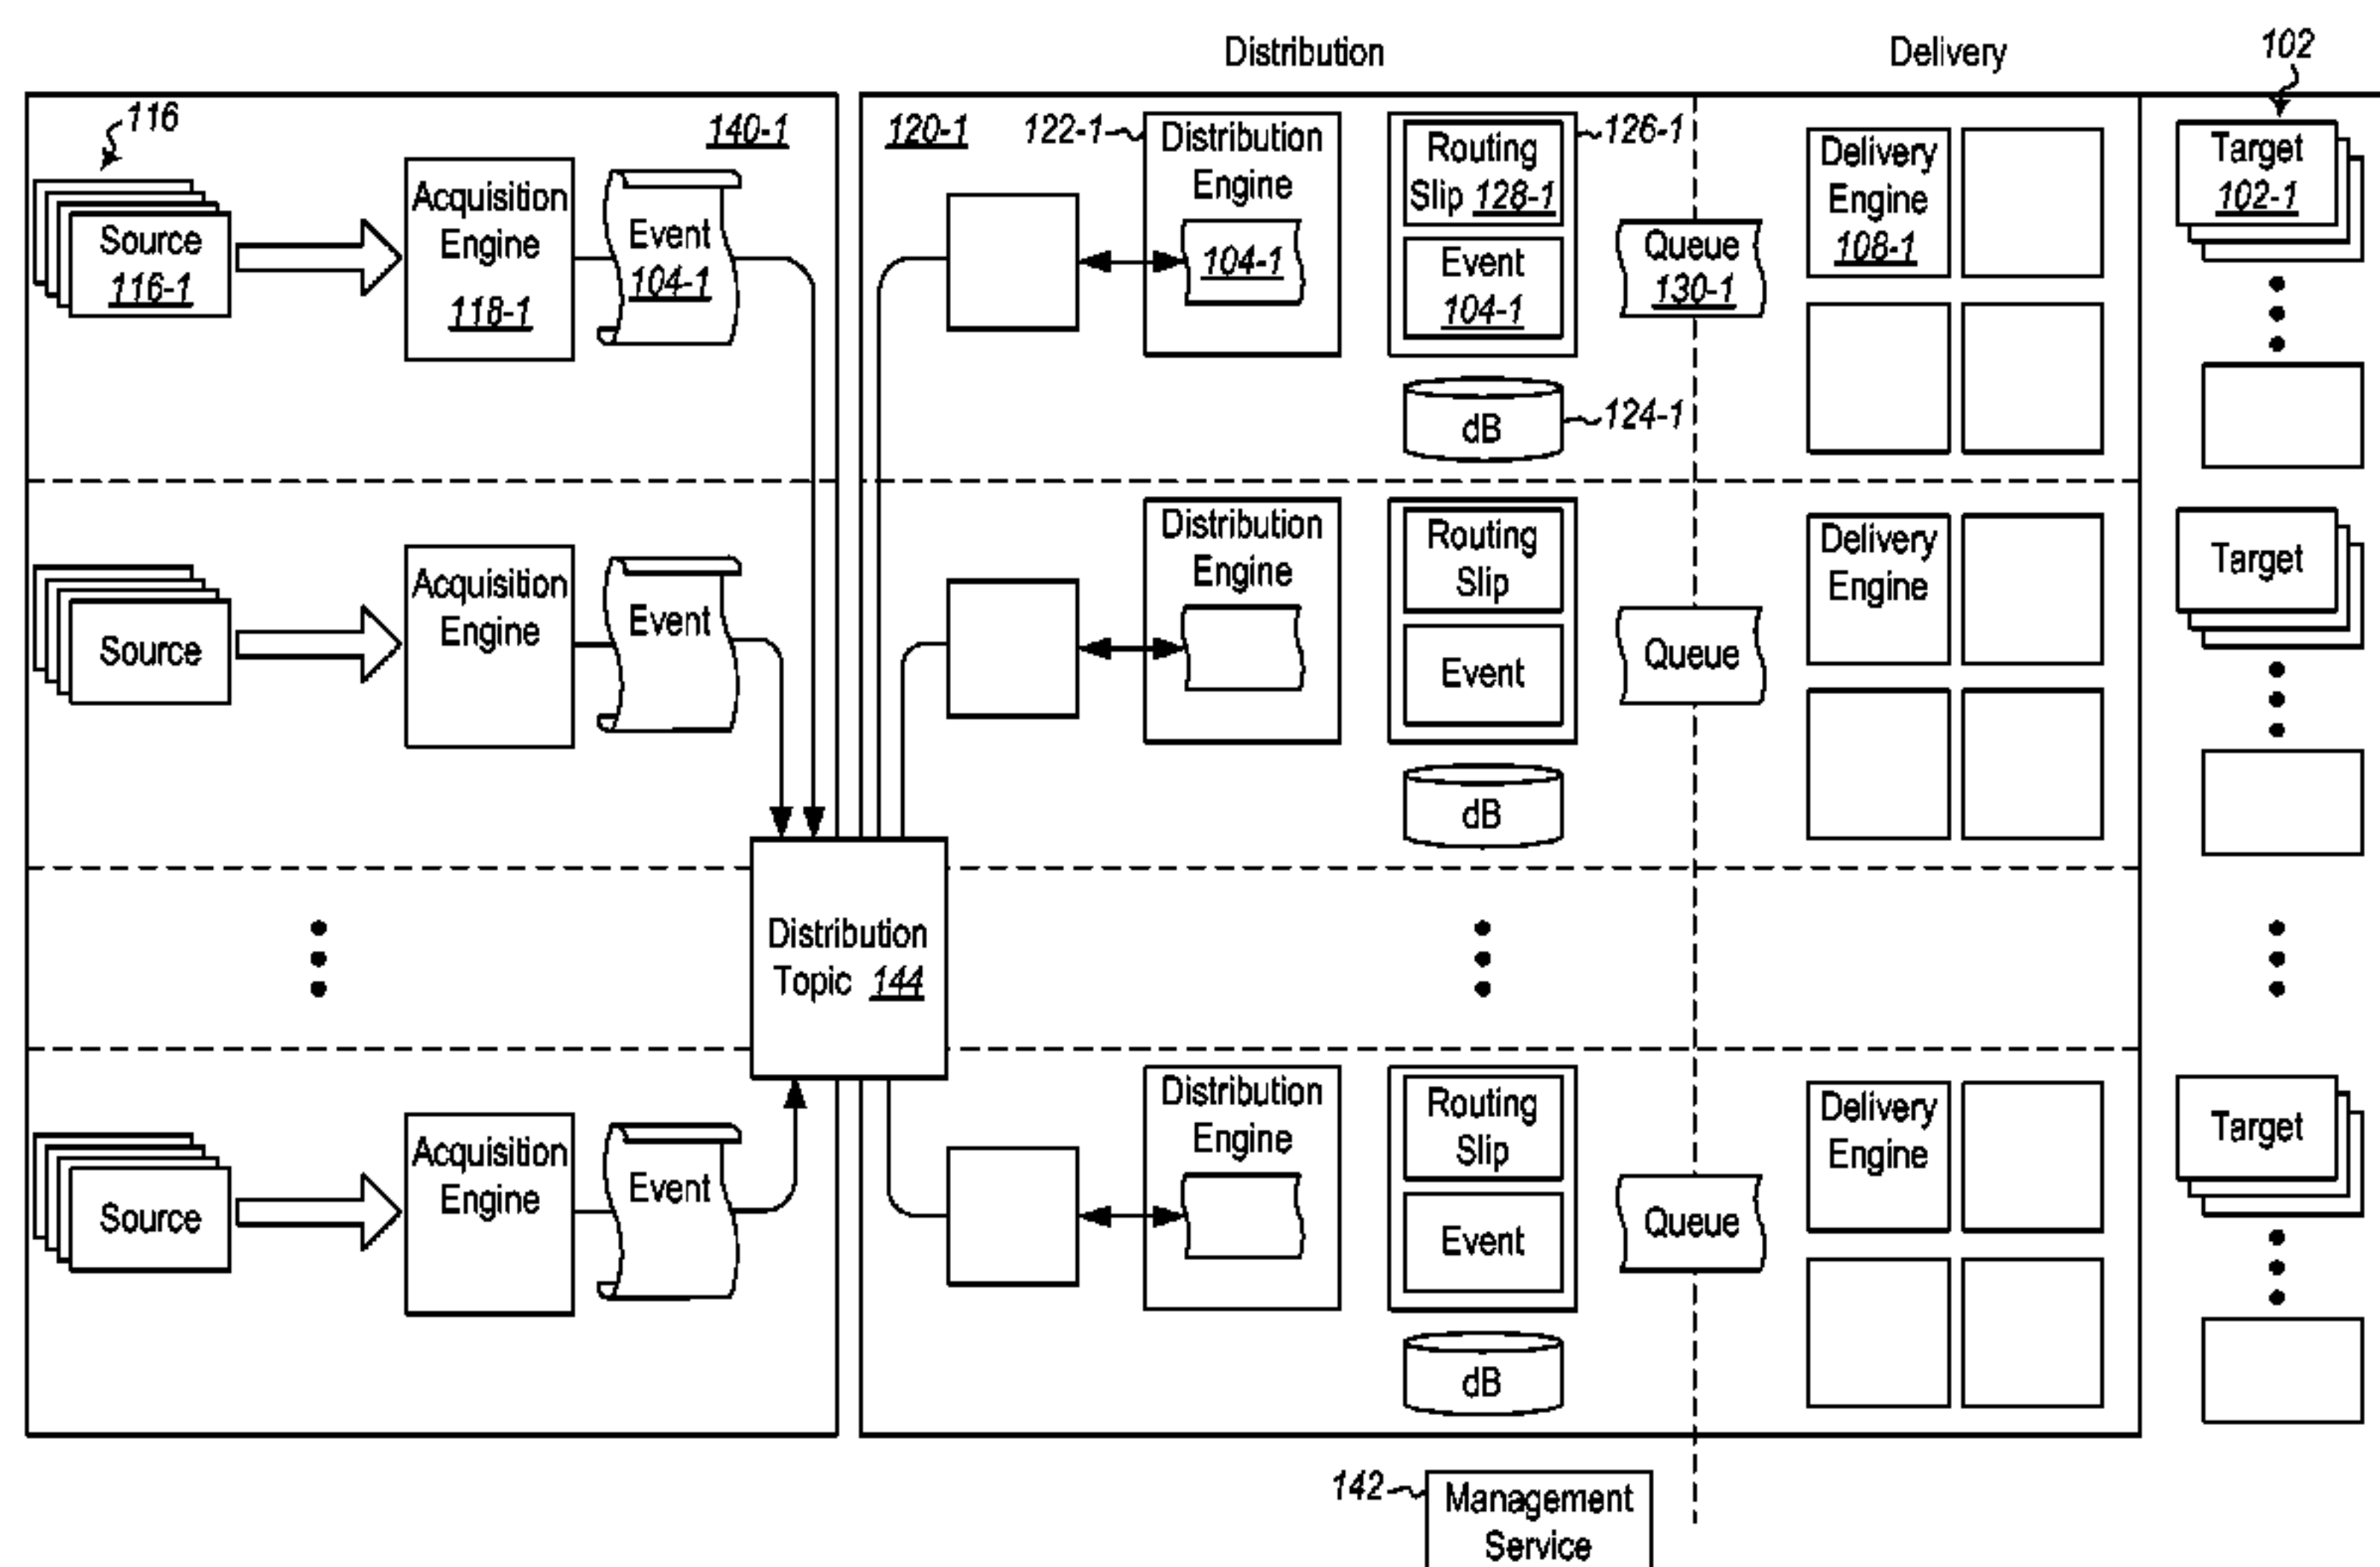 Distribution
Delivery
102
116
140-1
120-1
122-1
Distribution
Engine
104-1
Routing
Slip 128-1
Event
104-1
126-1
dB
124-1
Queue
130-1
Delivery
Engine
108-1
Target
102-1
Source
116-1
Acquisition
Engine
118-1
Event
104-1
Source
Acquisition
Engine
Event
Distribution
Engine
Routing
Slip
Event
dB
Queue
Delivery
Engine
Target
Distribution
Topic 144
Source
Acquisition
Engine
Event
Distribution
Engine
Routing
Slip
Event
dB
Queue
Delivery
Engine
Target
142
Management
Service